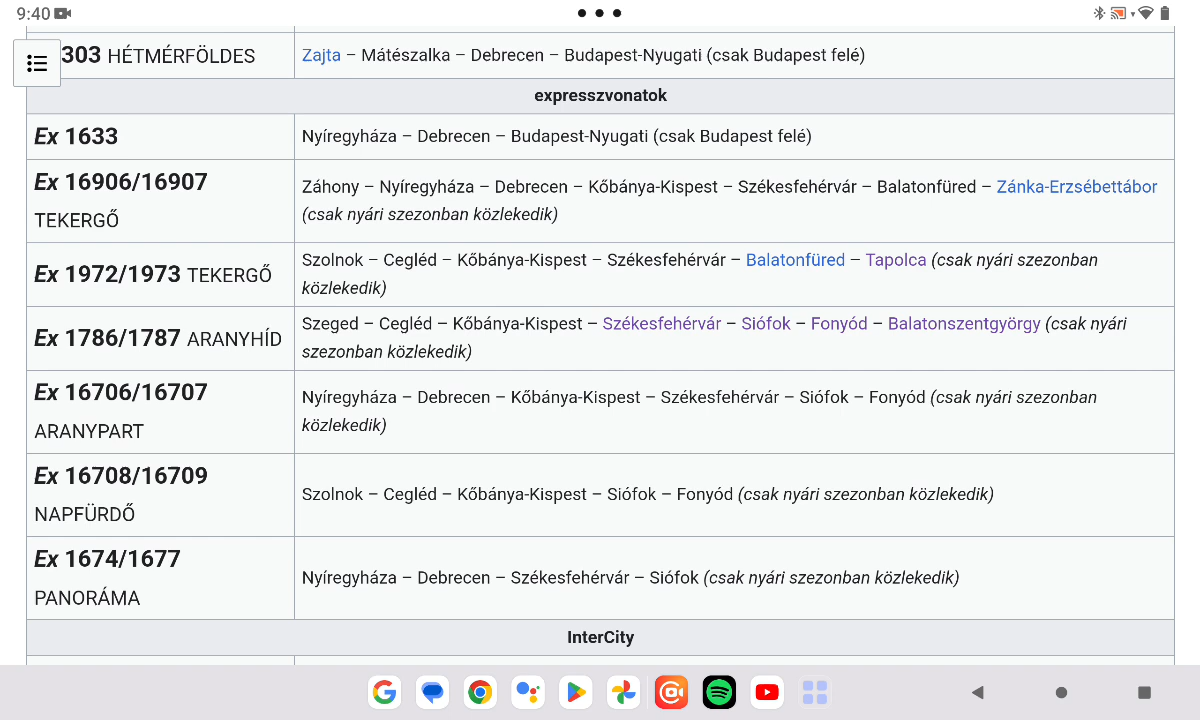 9:40
303 HÉTMÉRFÖLDES
Zajta – Mátészalka – Debrecen – Budapest-Nyugati (csak Budapest felé)
expresszvonatok
Ex 1633
Nyíregyháza – Debrecen – Budapest-Nyugati (csak Budapest felé)
Ex 16906/16907
TEKERGŐ
Záhony – Nyíregyháza – Debrecen – Kőbánya-Kispest – Székesfehérvár – Balatonfüred – Zánka-Erzsébettábor
(csak nyári szezonban közlekedik)
Ex 1972/1973 TEKERGŐ
Szolnok – Cegléd – Kőbánya-Kispest – Székesfehérvár – Balatonfüred – Tapolca (csak nyári szezonban
közlekedik)
Ex 1786/1787 ARANYHÍD
Szeged – Cegléd – Kőbánya-Kispest – Székesfehérvár – Siófok – Fonyód – Balatonszentgyörgy (csak nyári
szezonban közlekedik)
Ex 16706/16707
ARANYPART
Nyíregyháza – Debrecen – Kőbánya-Kispest – Székesfehérvár – Siófok – Fonyód (csak nyári szezonban
közlekedik)
Ex 16708/16709
NAPFÜRDŐ
Szolnok – Cegléd – Kőbánya-Kispest – Siófok – Fonyód (csak nyári szezonban közlekedik)
Ex 1674/1677
PANORÁMA
Nyíregyháza – Debrecen – Székesfehérvár – Siófok (csak nyári szezonban közlekedik)
InterCity